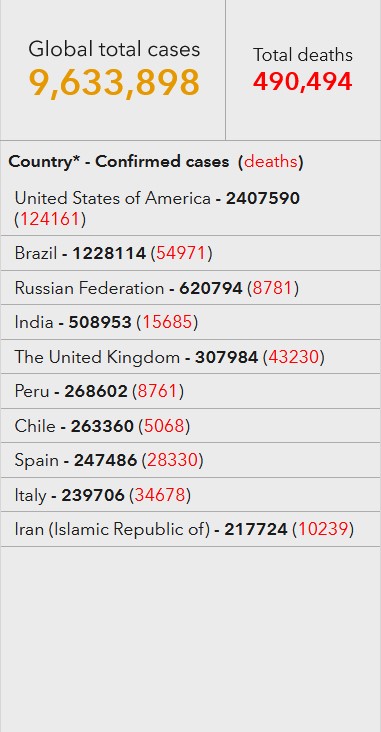 Global total cases
9,633,898
Total deaths
490,494
Country* - Confirmed cases (deaths)
United States of America - 2407590
(124161)
Brazil - 1228114 (54971)
Russian Federation - 620794 (8781)
India - 508953 (15685)
The United Kingdom - 307984 (43230)
Peru - 268602 (8761)
Chile - 263360 (5068)
Spain - 247486 (28330)
Italy - 239706 (34678)
Iran (Islamic Republic of) - 217724 (10239)